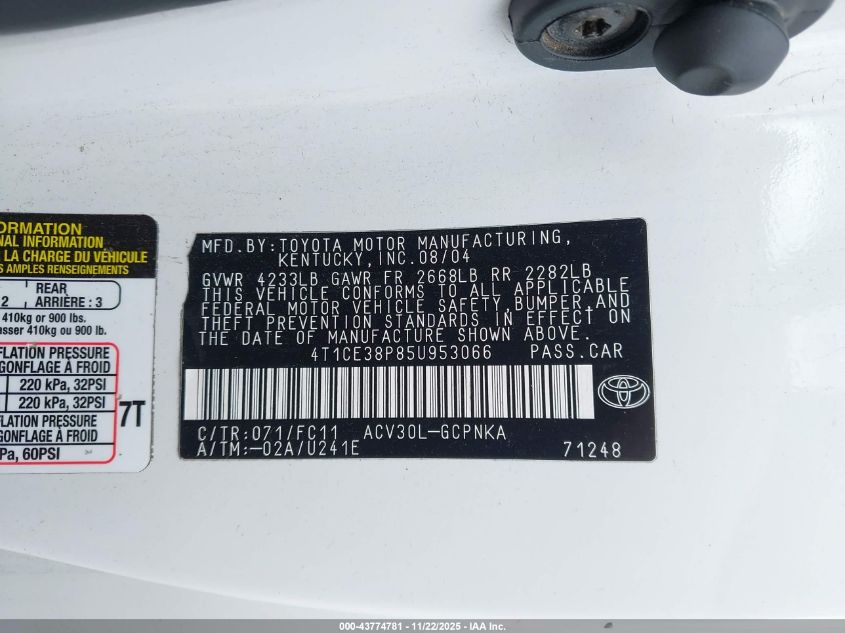 ORMATION
NAL INFORMATION
LA CHARGE DU VÉHICULE
S AMPLES RENSEIGNEMENTS
REAR
2 ARRIÈRE : 3
410kg or 900 lbs.
asser 410kg ou 900 lb.
FLATION PRESSURE
GONFLAGE À FROID
220 kPa, 32PSI
220 kPa, 32PSI
FLATION PRESSURE
GONFLAGE À FROID
Pa, 60PSI
7T
MFD. BY: TOYOTA MOTOR MANUFACTURING,
KENTUCKY, INC. 08/04
GVWR 4233LB GAWR FR 2668LB RR 2282LB
THIS VEHICLE CONFORMS TO ALL APPLICABLE
FEDERAL MOTOR VEHICLE SAFETY, BUMPER, AND
THEFT PREVENTION STANDARDS IN EFFECT ON
THE DATE OF MANUFACTURE SHOWN ABOVE.
4T1CE38P85U953066 PASS. CAR
C/TR: 071/FC11 ACV30L-GCPNKA
A/TM: -02A/U241E 71248
000-43774781 - 11/22/2025 - IAA Inc.